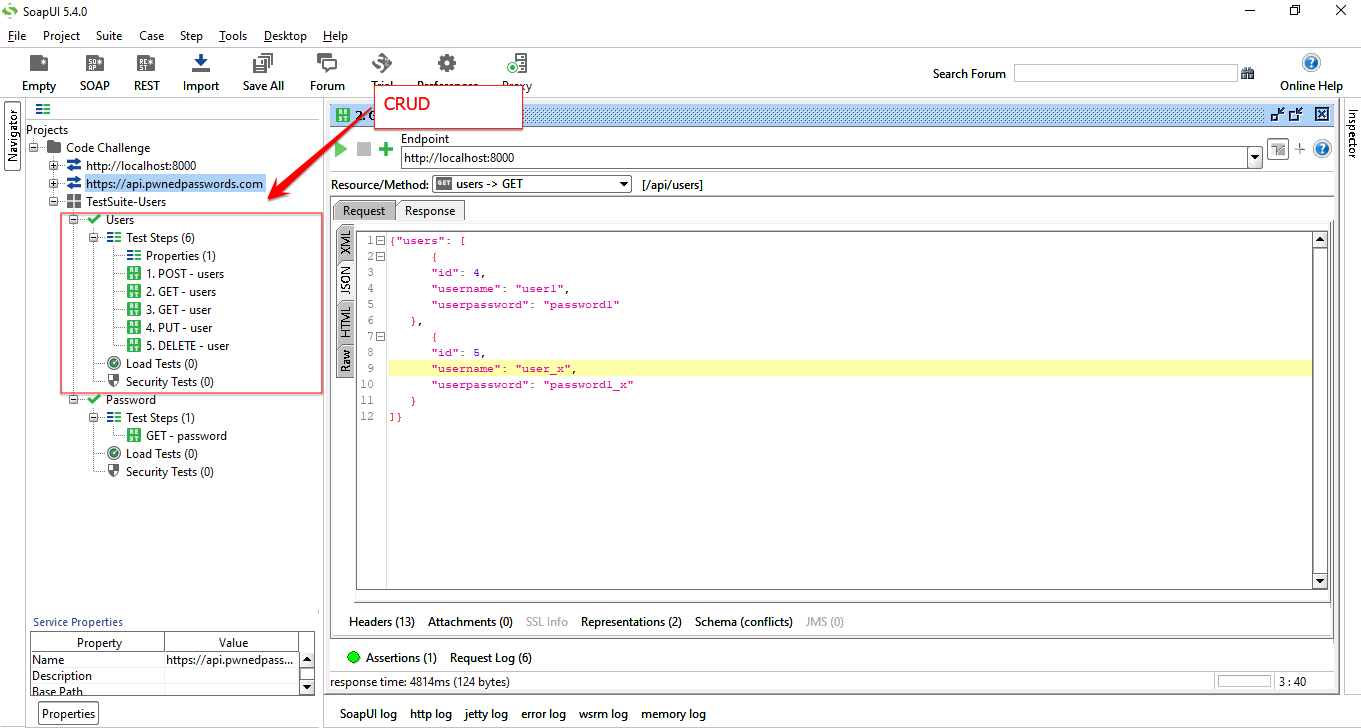 SoapUI 5.4.0
File Project Suite Case Step Tools Desktop Help
Empty SOAP REST Import Save All Forum
Search Forum
Online Help
CRUD
Navigator
Inspector
Projects
Code Challenge
http://localhost:8000
https://api.pwnedpasswords.com
TestSuite-Users
Users
Test Steps (6)
Properties (1)
1. POST - users
2. GET - users
3. GET - user
4. PUT - user
5. DELETE - user
Load Tests (0)
Security Tests (0)
Password
Test Steps (1)
GET - password
Load Tests (0)
Security Tests (0)
Service Properties
Property Value
Name https://api.pwnedpass...
Description
Base Path
Properties
Endpoint
http://localhost:8000
Resource/Method: GET users -> GET [/api/users]
Request Response
XML
JSON
HTML
Raw
1 {"users": [
2 {
3 "id": 4,
4 "username": "user1",
5 "userpassword": "password1"
6 },
7 {
8 "id": 5,
9 "username": "user_x",
10 "userpassword": "password1_x"
11 }
12 ]}
Headers (13) Attachments (0) SSL Info Representations (2) Schema (conflicts) JMS (0)
Assertions (1) Request Log (6)
response time: 4814ms (124 bytes) 3 : 40
SoapUI log http log jetty log error log wsrm log memory log